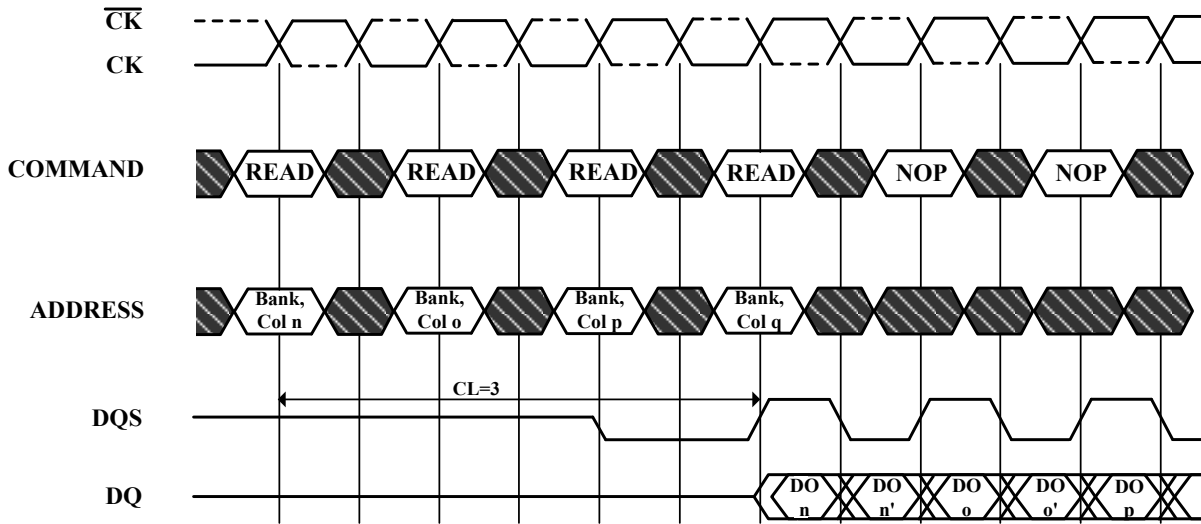 CK
CK
COMMAND
READ READ READ READ NOP NOP
ADDRESS
Bank, Bank, Bank, Bank,
Col n Col o Col p Col q
CL=3
DQS
DQ
DO DO DO DO DO
n n' o o' p